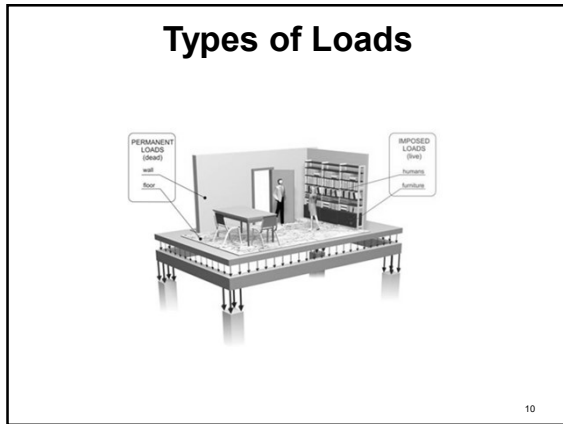 Types of Loads
PERMANENT
LOADS
(dead)
wall
floor
IMPOSED
LOADS
(live)
humans
furniture
10